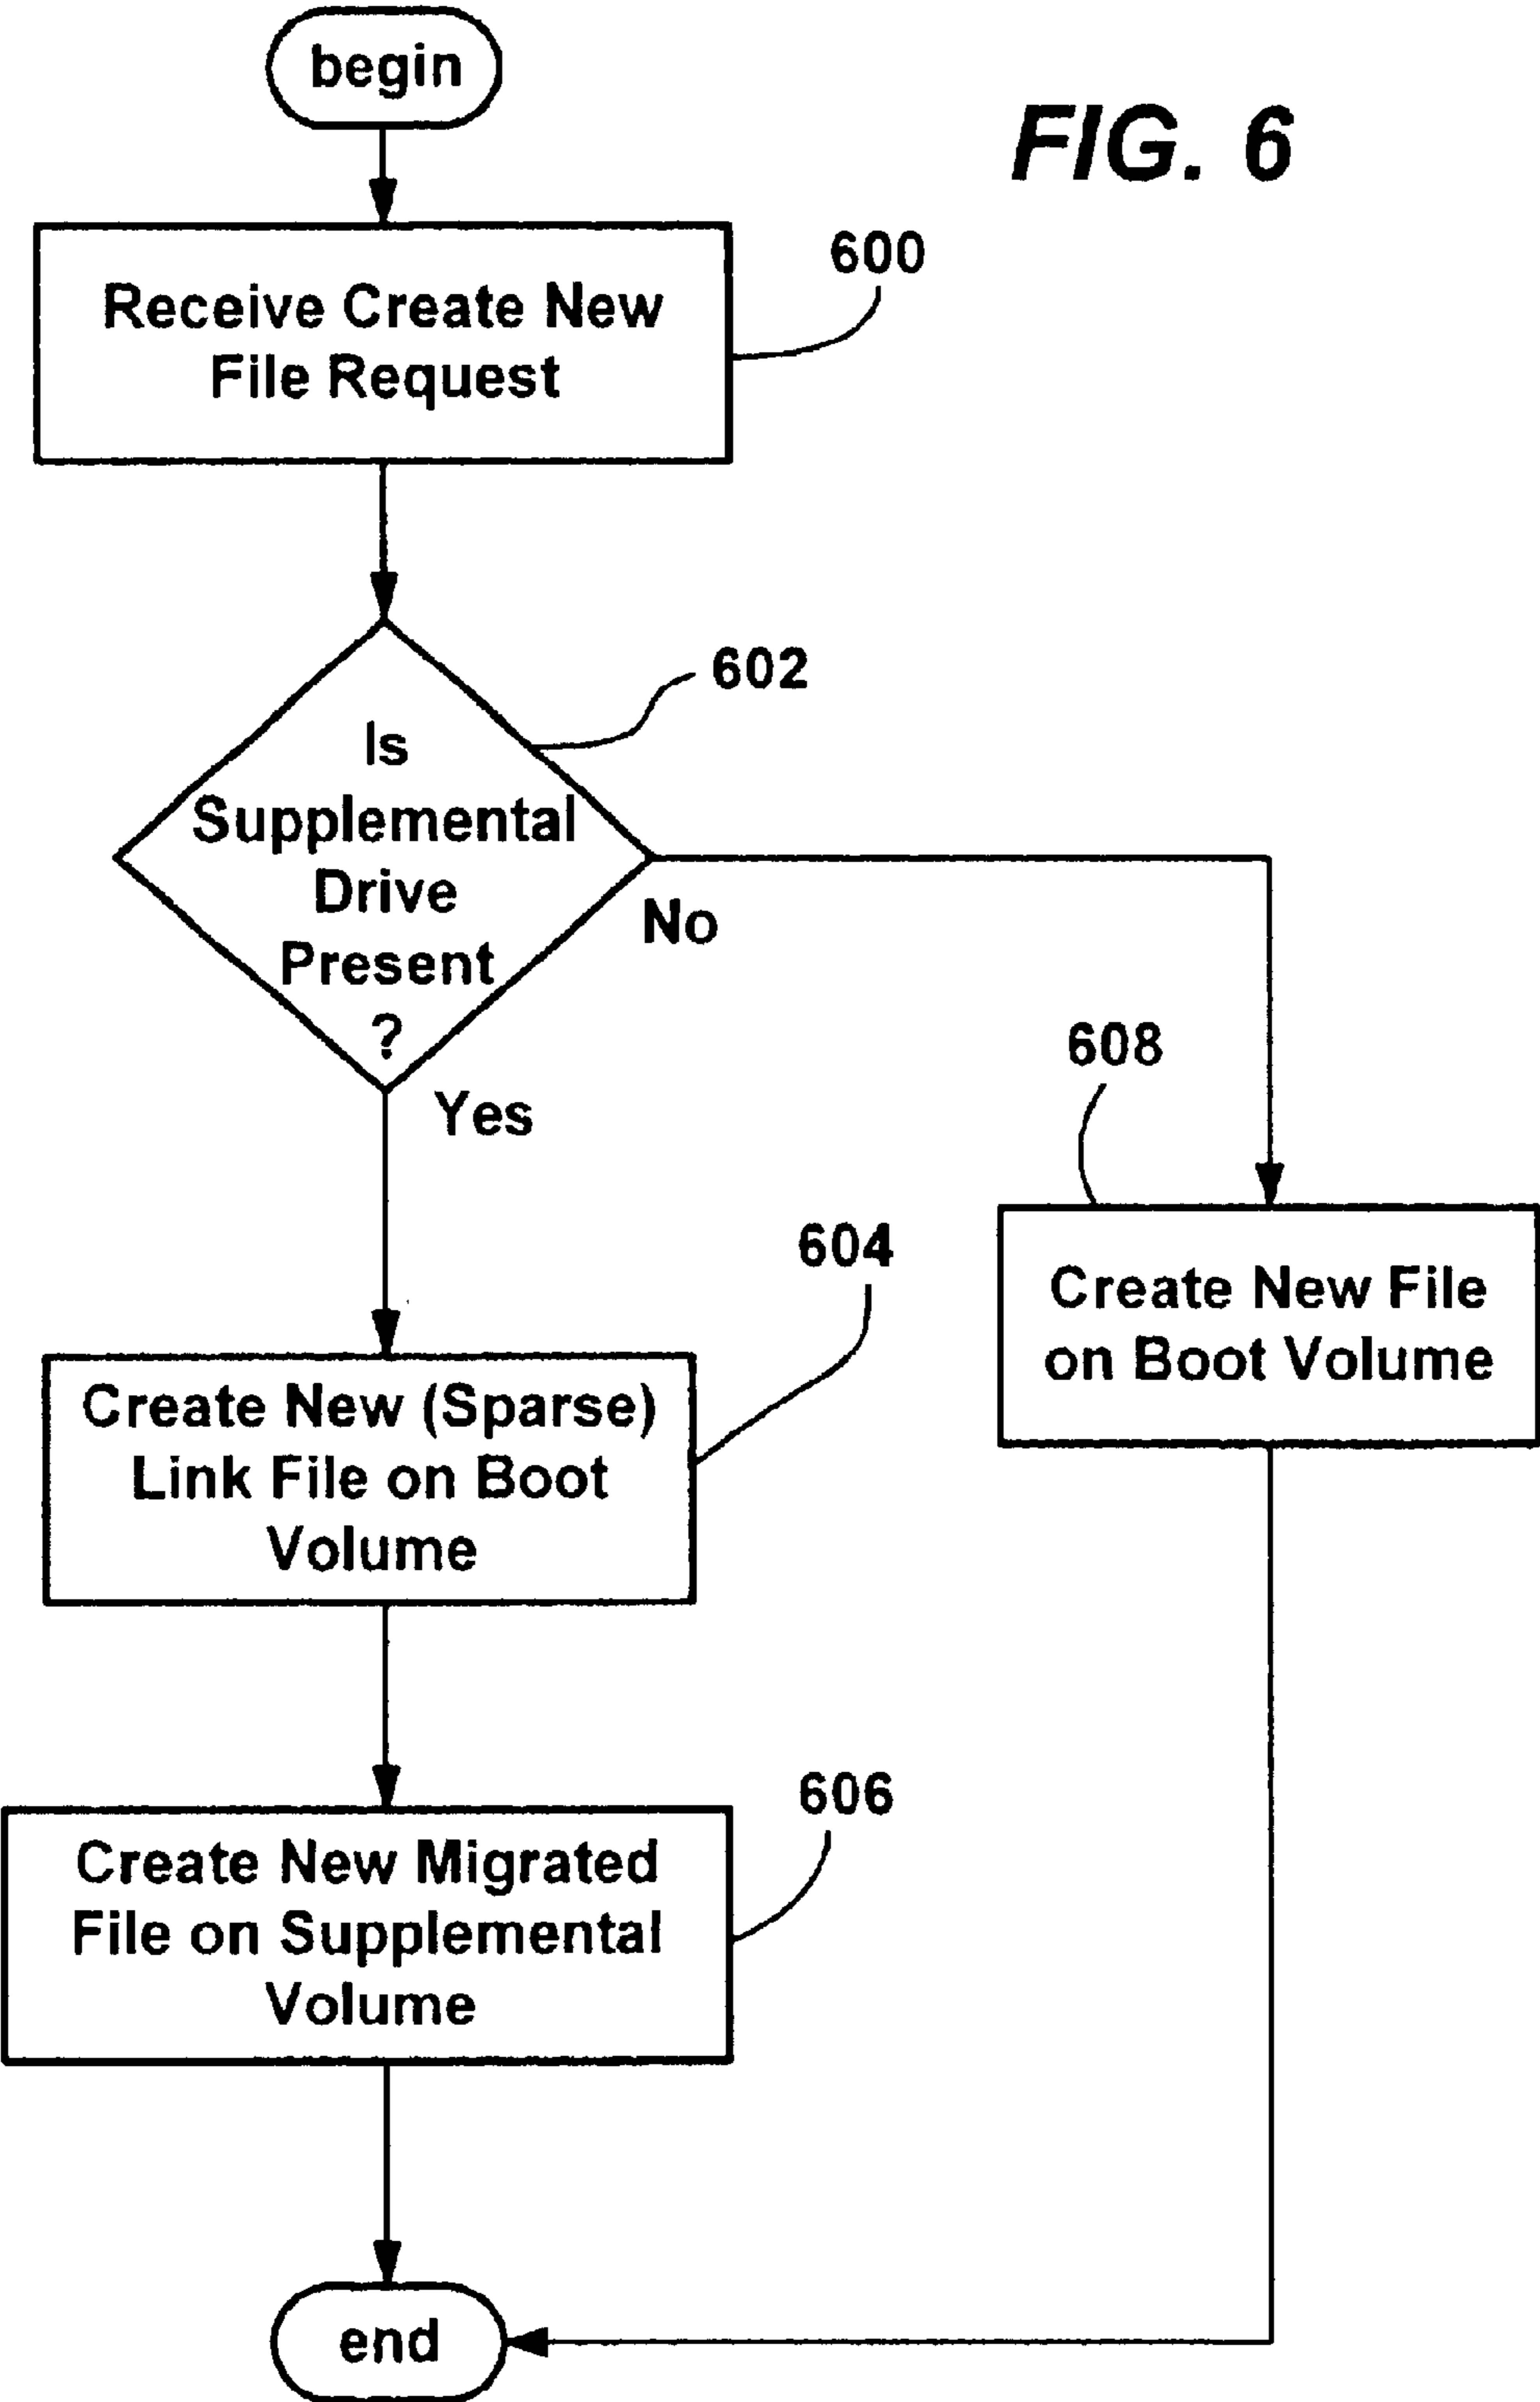 begin
FIG. 6
600
Receive Create New
File Request
602
Is
Supplemental
Drive
Present
?
No
Yes
608
Create New File
on Boot Volume
604
Create New (Sparse)
Link File on Boot
Volume
606
Create New Migrated
File on Supplemental
Volume
end